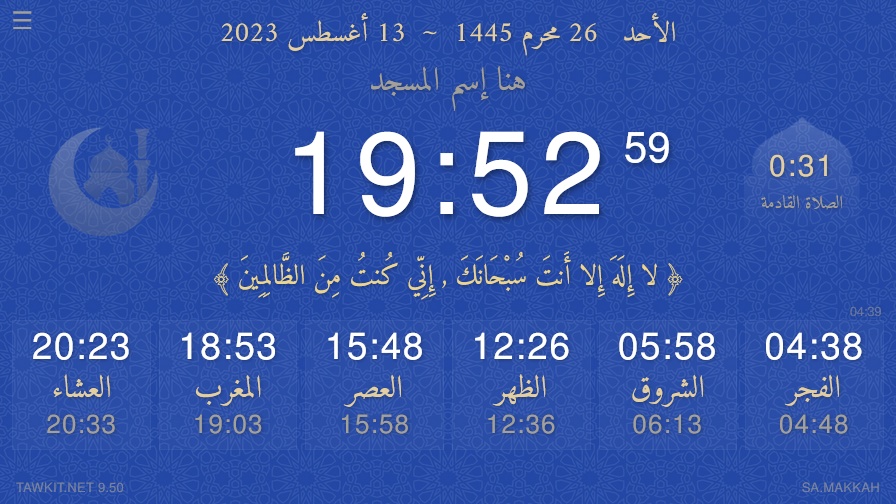 الأحد 26 محرم 1445 ~ 13 أغسطس 2023
هنا إسم المسجد
19:52 59
0:31
الصلاة القادمة
﴿ لا إِلَهَ إِلا أَنتَ سُبْحَانَكَ , إِنِّي كُنتُ مِنَ الظَّالِمِينَ ﴾
04:39
04:38 05:58 12:26 15:48 18:53 20:23
الفجر الشروق الظهر العصر المغرب العشاء
04:48 06:13 12:36 15:58 19:03 20:33
SA.MAKKAH
TAWKIT.NET 9.50